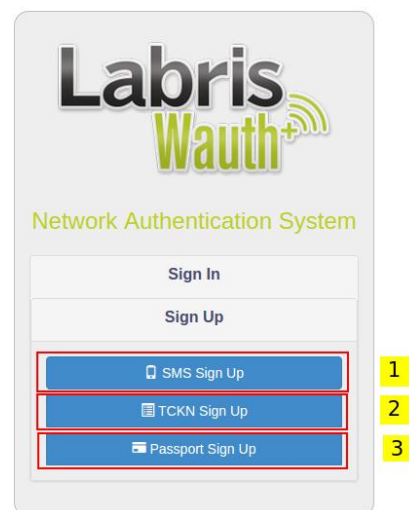 Labris
Wauth+
Network Authentication System
Sign In
Sign Up
SMS Sign Up
1
TCKN Sign Up
2
Passport Sign Up
3